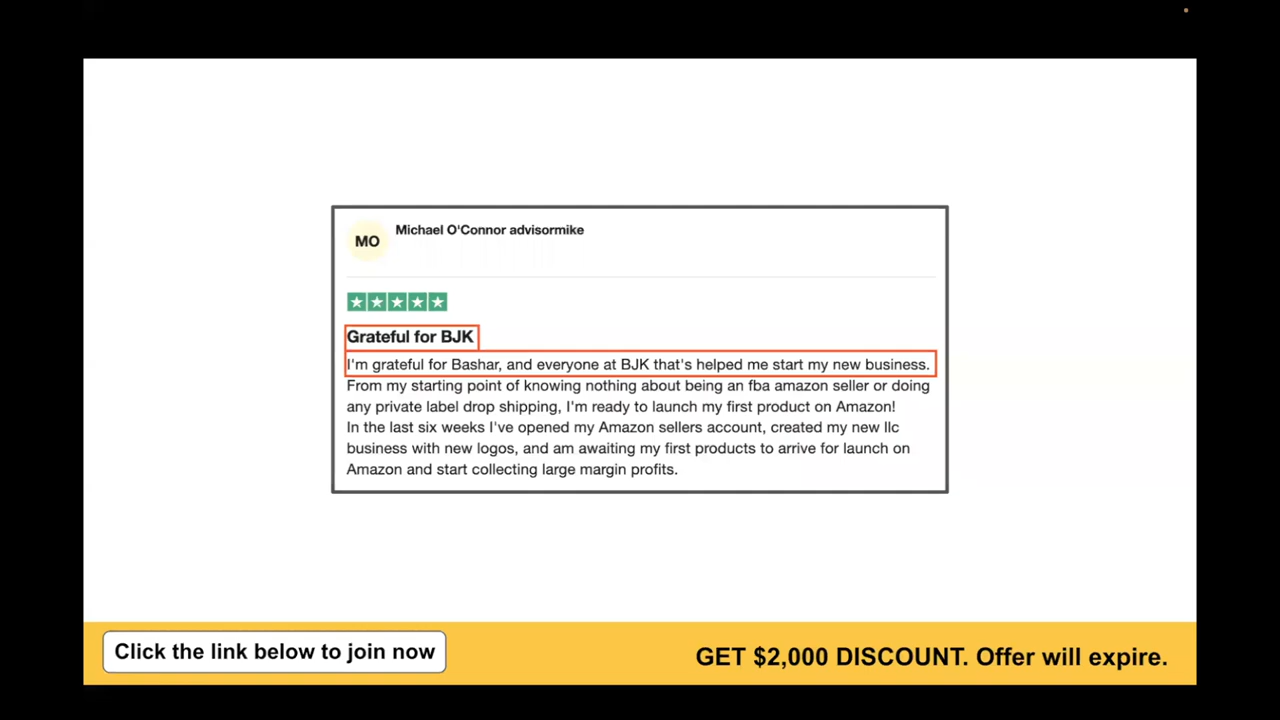 MO
Michael O'Connor advisormike
Grateful for BJK
I'm grateful for Bashar, and everyone at BJK that's helped me start my new business.
From my starting point of knowing nothing about being an fba amazon seller or doing
any private label drop shipping, I'm ready to launch my first product on Amazon!
In the last six weeks I've opened my Amazon sellers account, created my new llc
business with new logos, and am awaiting my first products to arrive for launch on
Amazon and start collecting large margin profits.
Click the link below to join now
GET $2,000 DISCOUNT. Offer will expire.